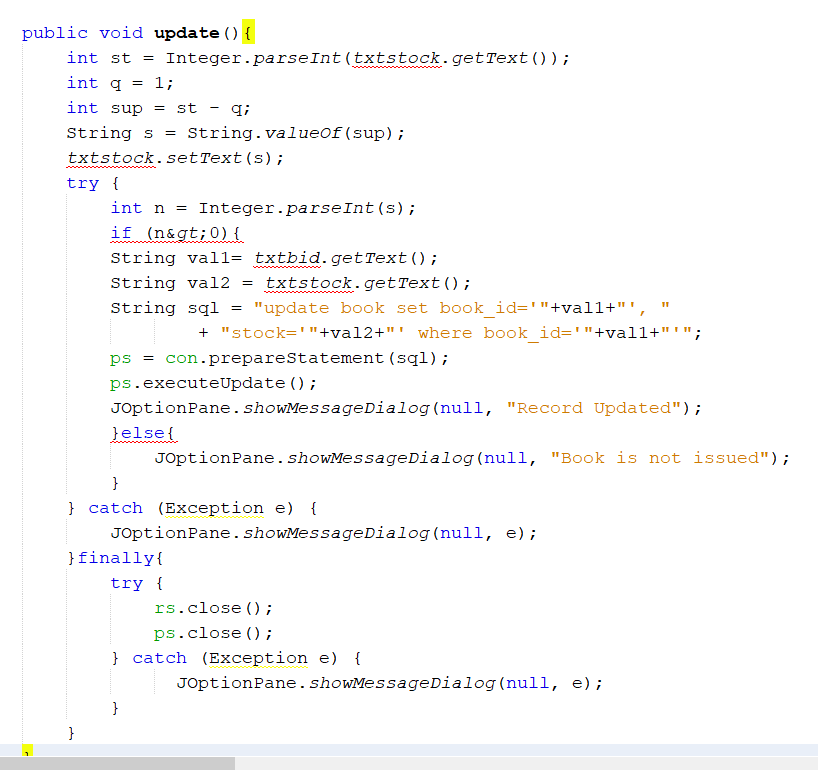 public void update(){
int st = Integer.parseInt(txtstock.getText());
int q = 1;
int sup = st - q;
String s = String.valueOf(sup);
txtstock.setText(s);
try {
int n = Integer.parseInt(s);
if (n&gt;0){
String val1= txtbid.getText();
String val2 = txtstock.getText();
String sql = "update book set book_id='"+val1+"', "
+ "stock='"+val2+"' where book_id='"+val1+"'";
ps = con.prepareStatement(sql);
ps.executeUpdate();
JOptionPane.showMessageDialog(null, "Record Updated");
}else{
JOptionPane.showMessageDialog(null, "Book is not issued");
}
} catch (Exception e) {
JOptionPane.showMessageDialog(null, e);
}finally{
try {
rs.close();
ps.close();
} catch (Exception e) {
JOptionPane.showMessageDialog(null, e);
}
}
}